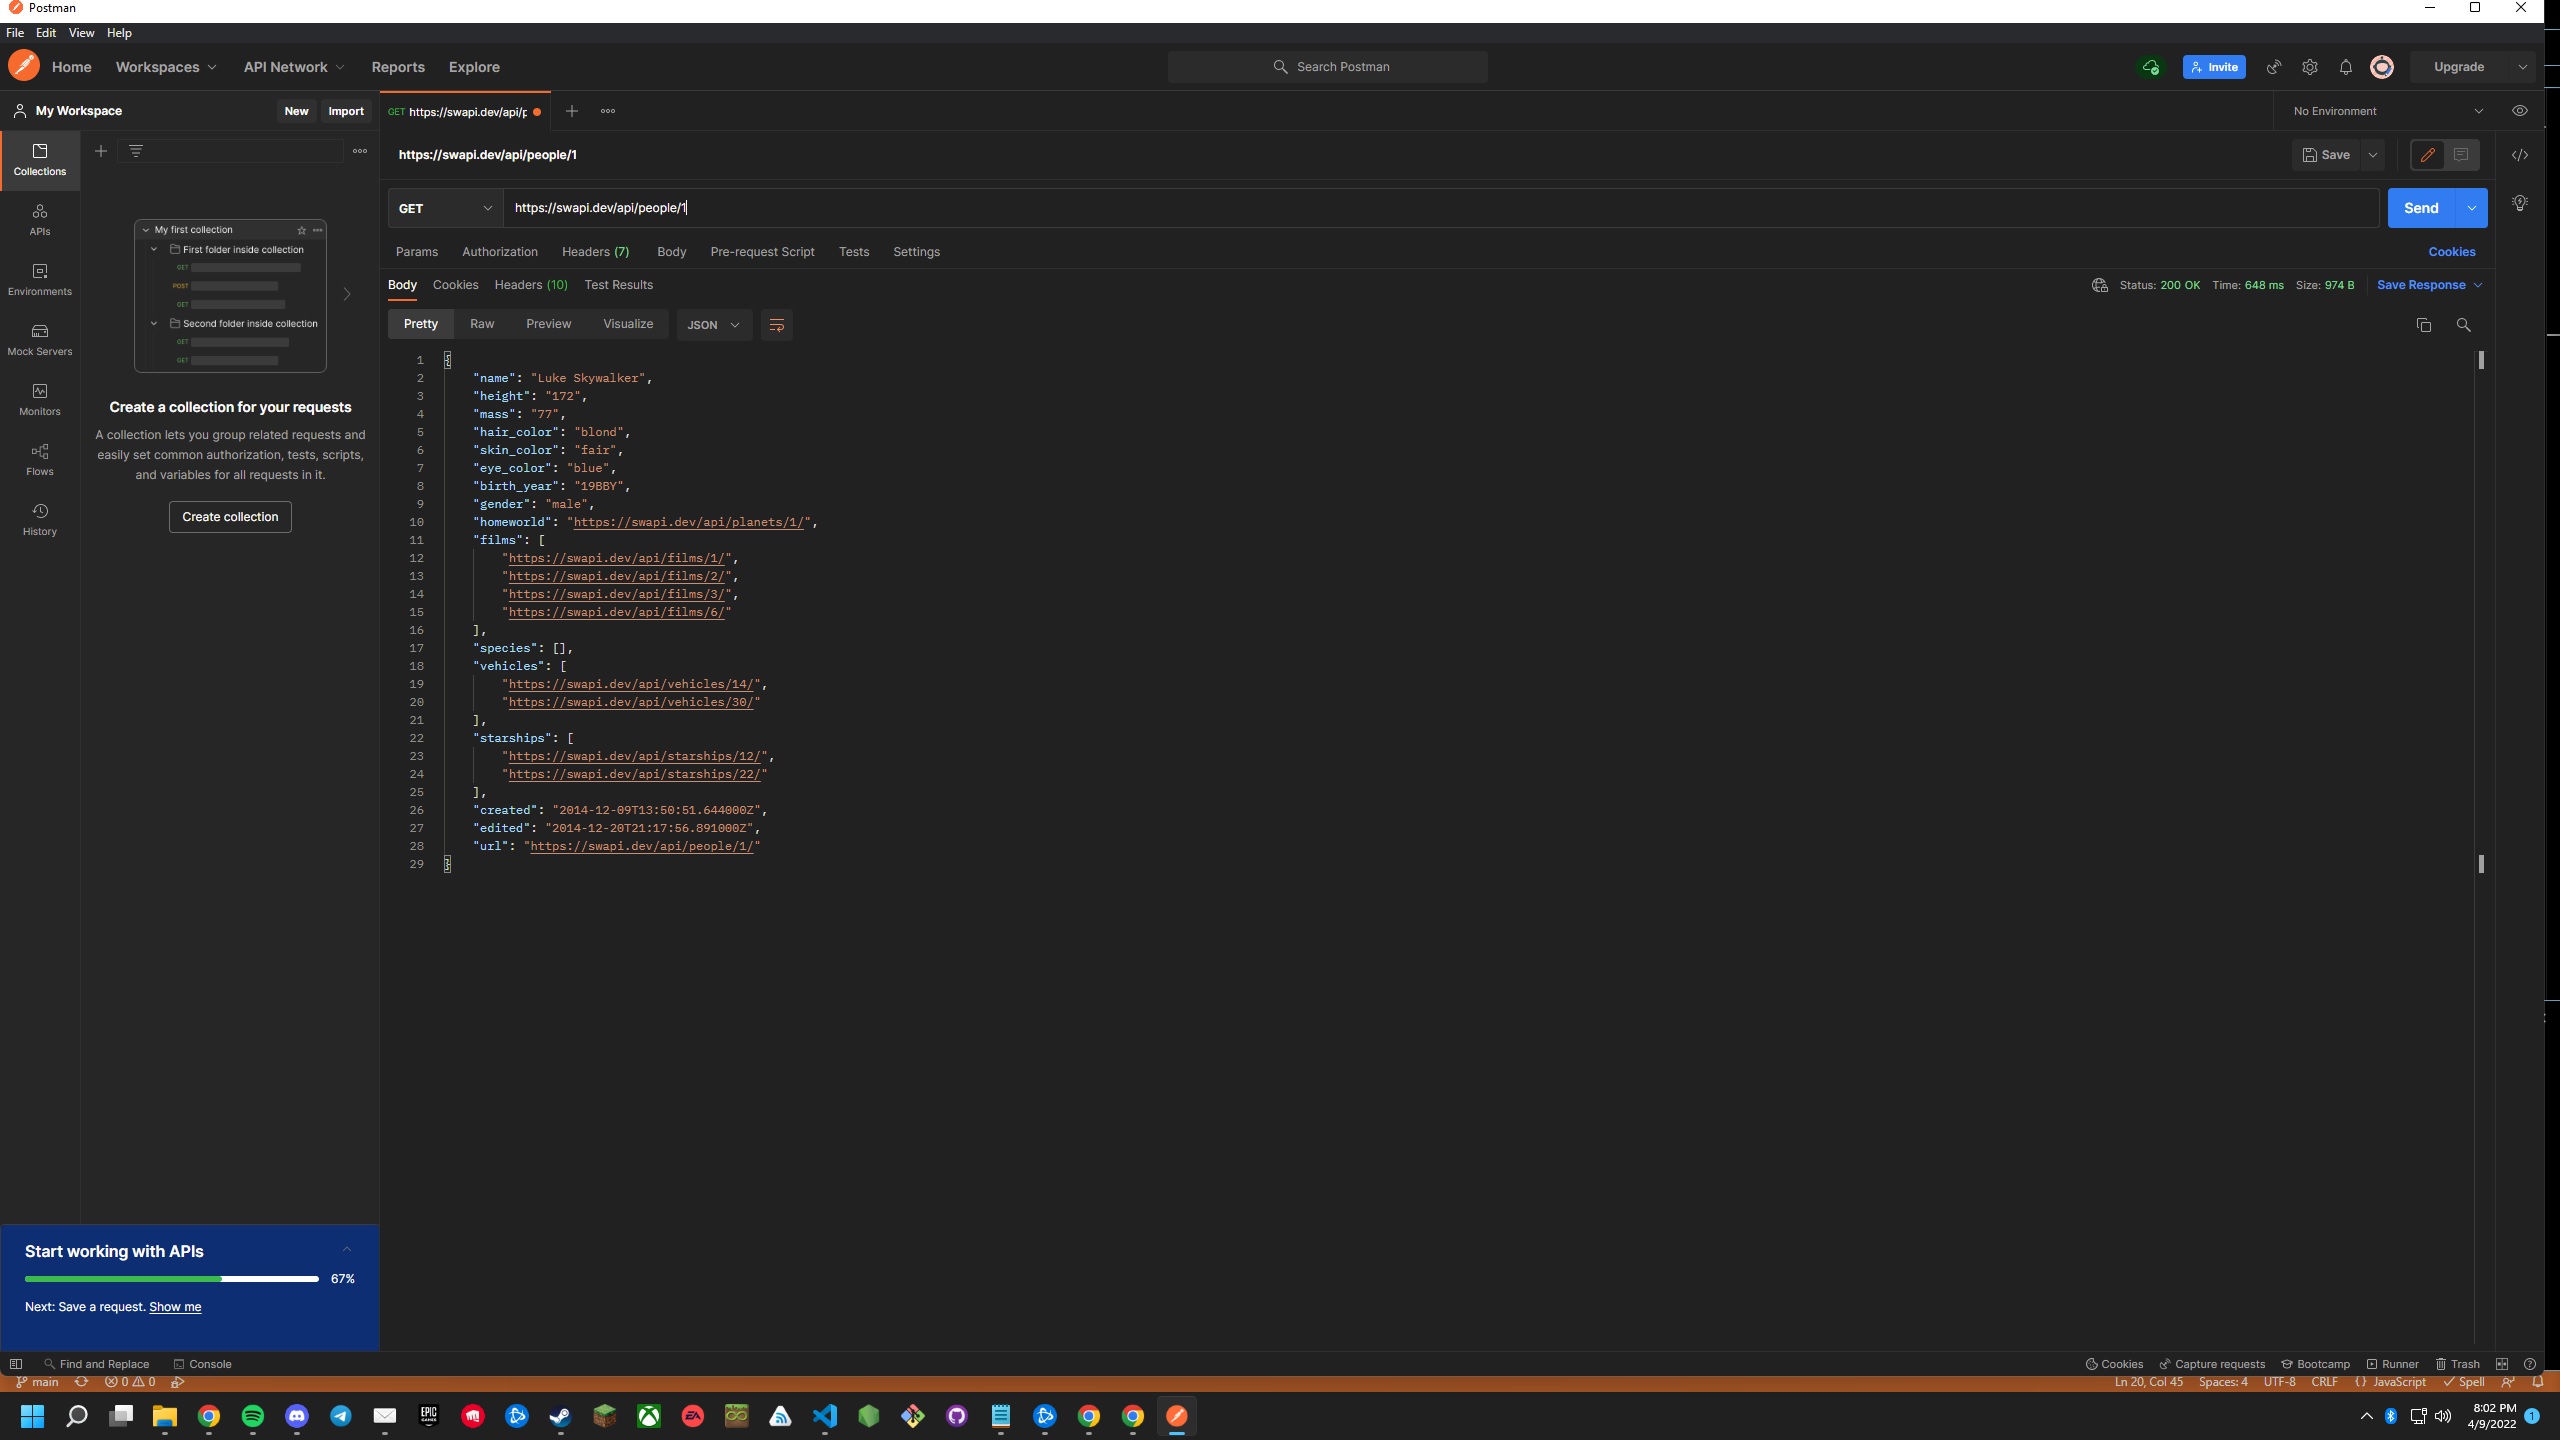 Postman
File Edit View Help
Home Workspaces API Network Reports Explore
Search Postman
Invite
Upgrade
My Workspace
New Import
GET https://swapi.dev/api/p
No Environment
Collections
APIs
Environments
Mock Servers
Monitors
Flows
History
My first collection
First folder inside collection
GET
POST
GET
Second folder inside collection
GET
GET
Create a collection for your requests
A collection lets you group related requests and
easily set common authorization, tests, scripts,
and variables for all requests in it.
Create collection
https://swapi.dev/api/people/1
Save
GET https://swapi.dev/api/people/1
Send
Params Authorization Headers (7) Body Pre-request Script Tests Settings
Cookies
Body Cookies Headers (10) Test Results
Status: 200 OK Time: 648 ms Size: 974 B Save Response
Pretty Raw Preview Visualize JSON
1 {
2 "name": "Luke Skywalker",
3 "height": "172",
4 "mass": "77",
5 "hair_color": "blond",
6 "skin_color": "fair",
7 "eye_color": "blue",
8 "birth_year": "19BBY",
9 "gender": "male",
10 "homeworld": "https://swapi.dev/api/planets/1/",
11 "films": [
12 "https://swapi.dev/api/films/1/",
13 "https://swapi.dev/api/films/2/",
14 "https://swapi.dev/api/films/3/",
15 "https://swapi.dev/api/films/6/"
16 ],
17 "species": [],
18 "vehicles": [
19 "https://swapi.dev/api/vehicles/14/",
20 "https://swapi.dev/api/vehicles/30/"
21 ],
22 "starships": [
23 "https://swapi.dev/api/starships/12/",
24 "https://swapi.dev/api/starships/22/"
25 ],
26 "created": "2014-12-09T13:50:51.644000Z",
27 "edited": "2014-12-20T21:17:56.891000Z",
28 "url": "https://swapi.dev/api/people/1/"
29 }
Start working with APIs
67%
Next: Save a request. Show me
Find and Replace Console
Cookies Capture requests Bootcamp Runner Trash
main 0 0
Ln 20, Col 45 Spaces: 4 UTF-8 CRLF {} JavaScript Spell
EPIC GAMES
EA
8:02 PM
4/9/2022
1